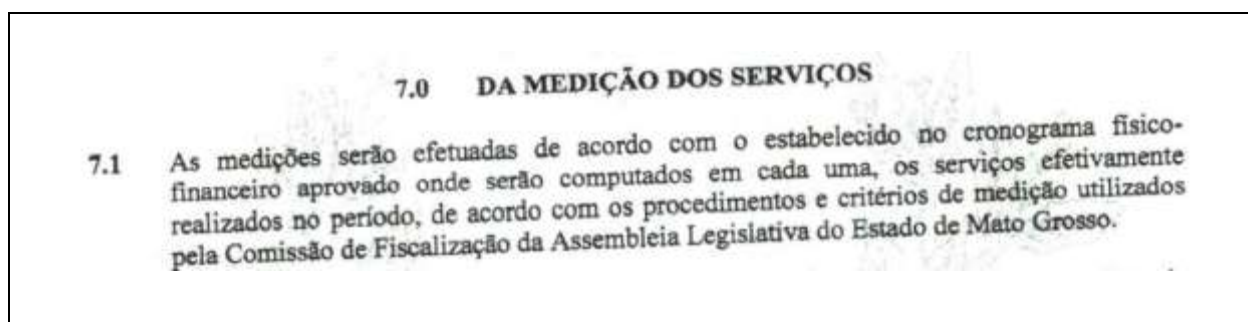 7.0 DA MEDIÇÃO DOS SERVIÇOS
7.1 As medições serão efetuadas de acordo com o estabelecido no cronograma físico-
financeiro aprovado onde serão computados em cada uma, os serviços efetivamente
realizados no período, de acordo com os procedimentos e critérios de medição utilizados
pela Comissão de Fiscalização da Assembleia Legislativa do Estado de Mato Grosso.